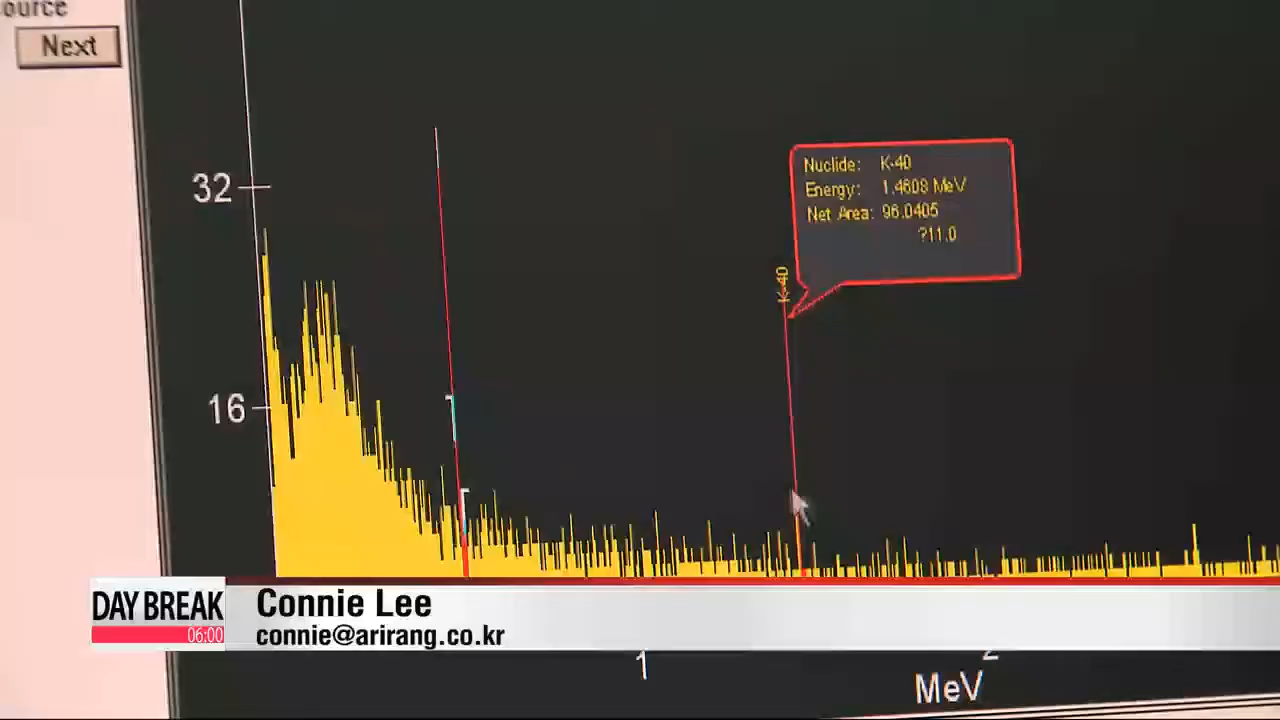 ource
Next
32
16
Nuclide: K-40
Energy: 1.4608 MeV
Net Area: 96.0405
?11.0
K-40
DAY BREAK
06:00
Connie Lee
connie@arirang.co.kr
1
2
MeV